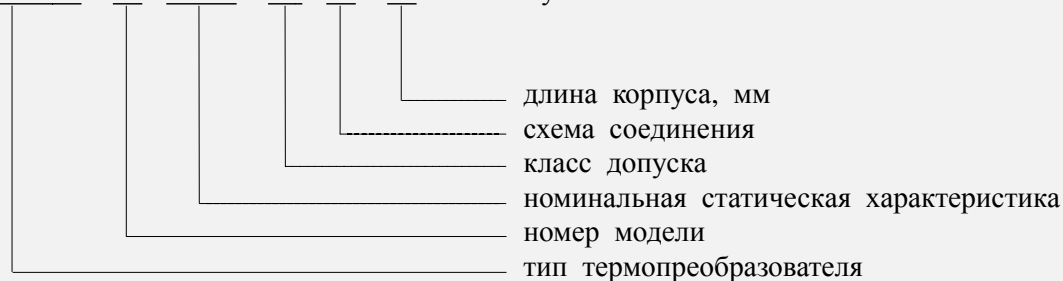 длина корпуса, мм
схема соединения
класс допуска
номинальная статическая характеристика
номер модели
тип термопреобразователя